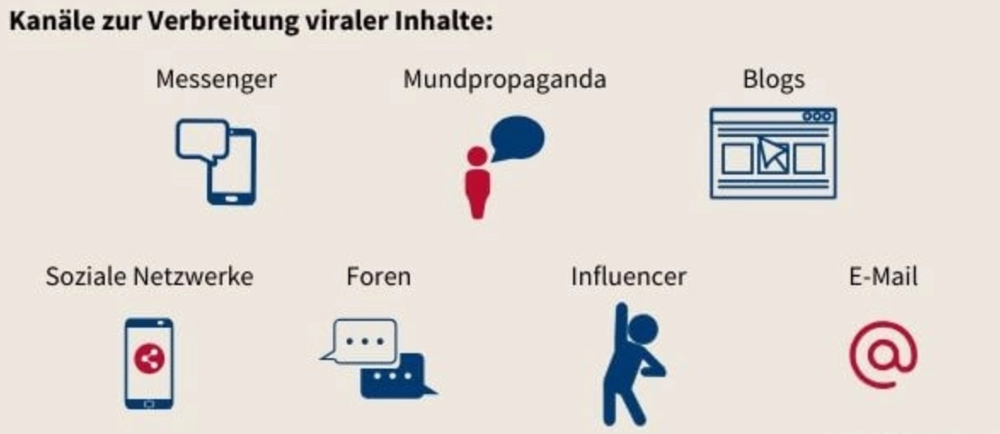 Kanäle zur Verbreitung viraler Inhalte:
Messenger
Mundpropaganda
Blogs
Soziale Netzwerke
Foren
Influencer
E-Mail
@